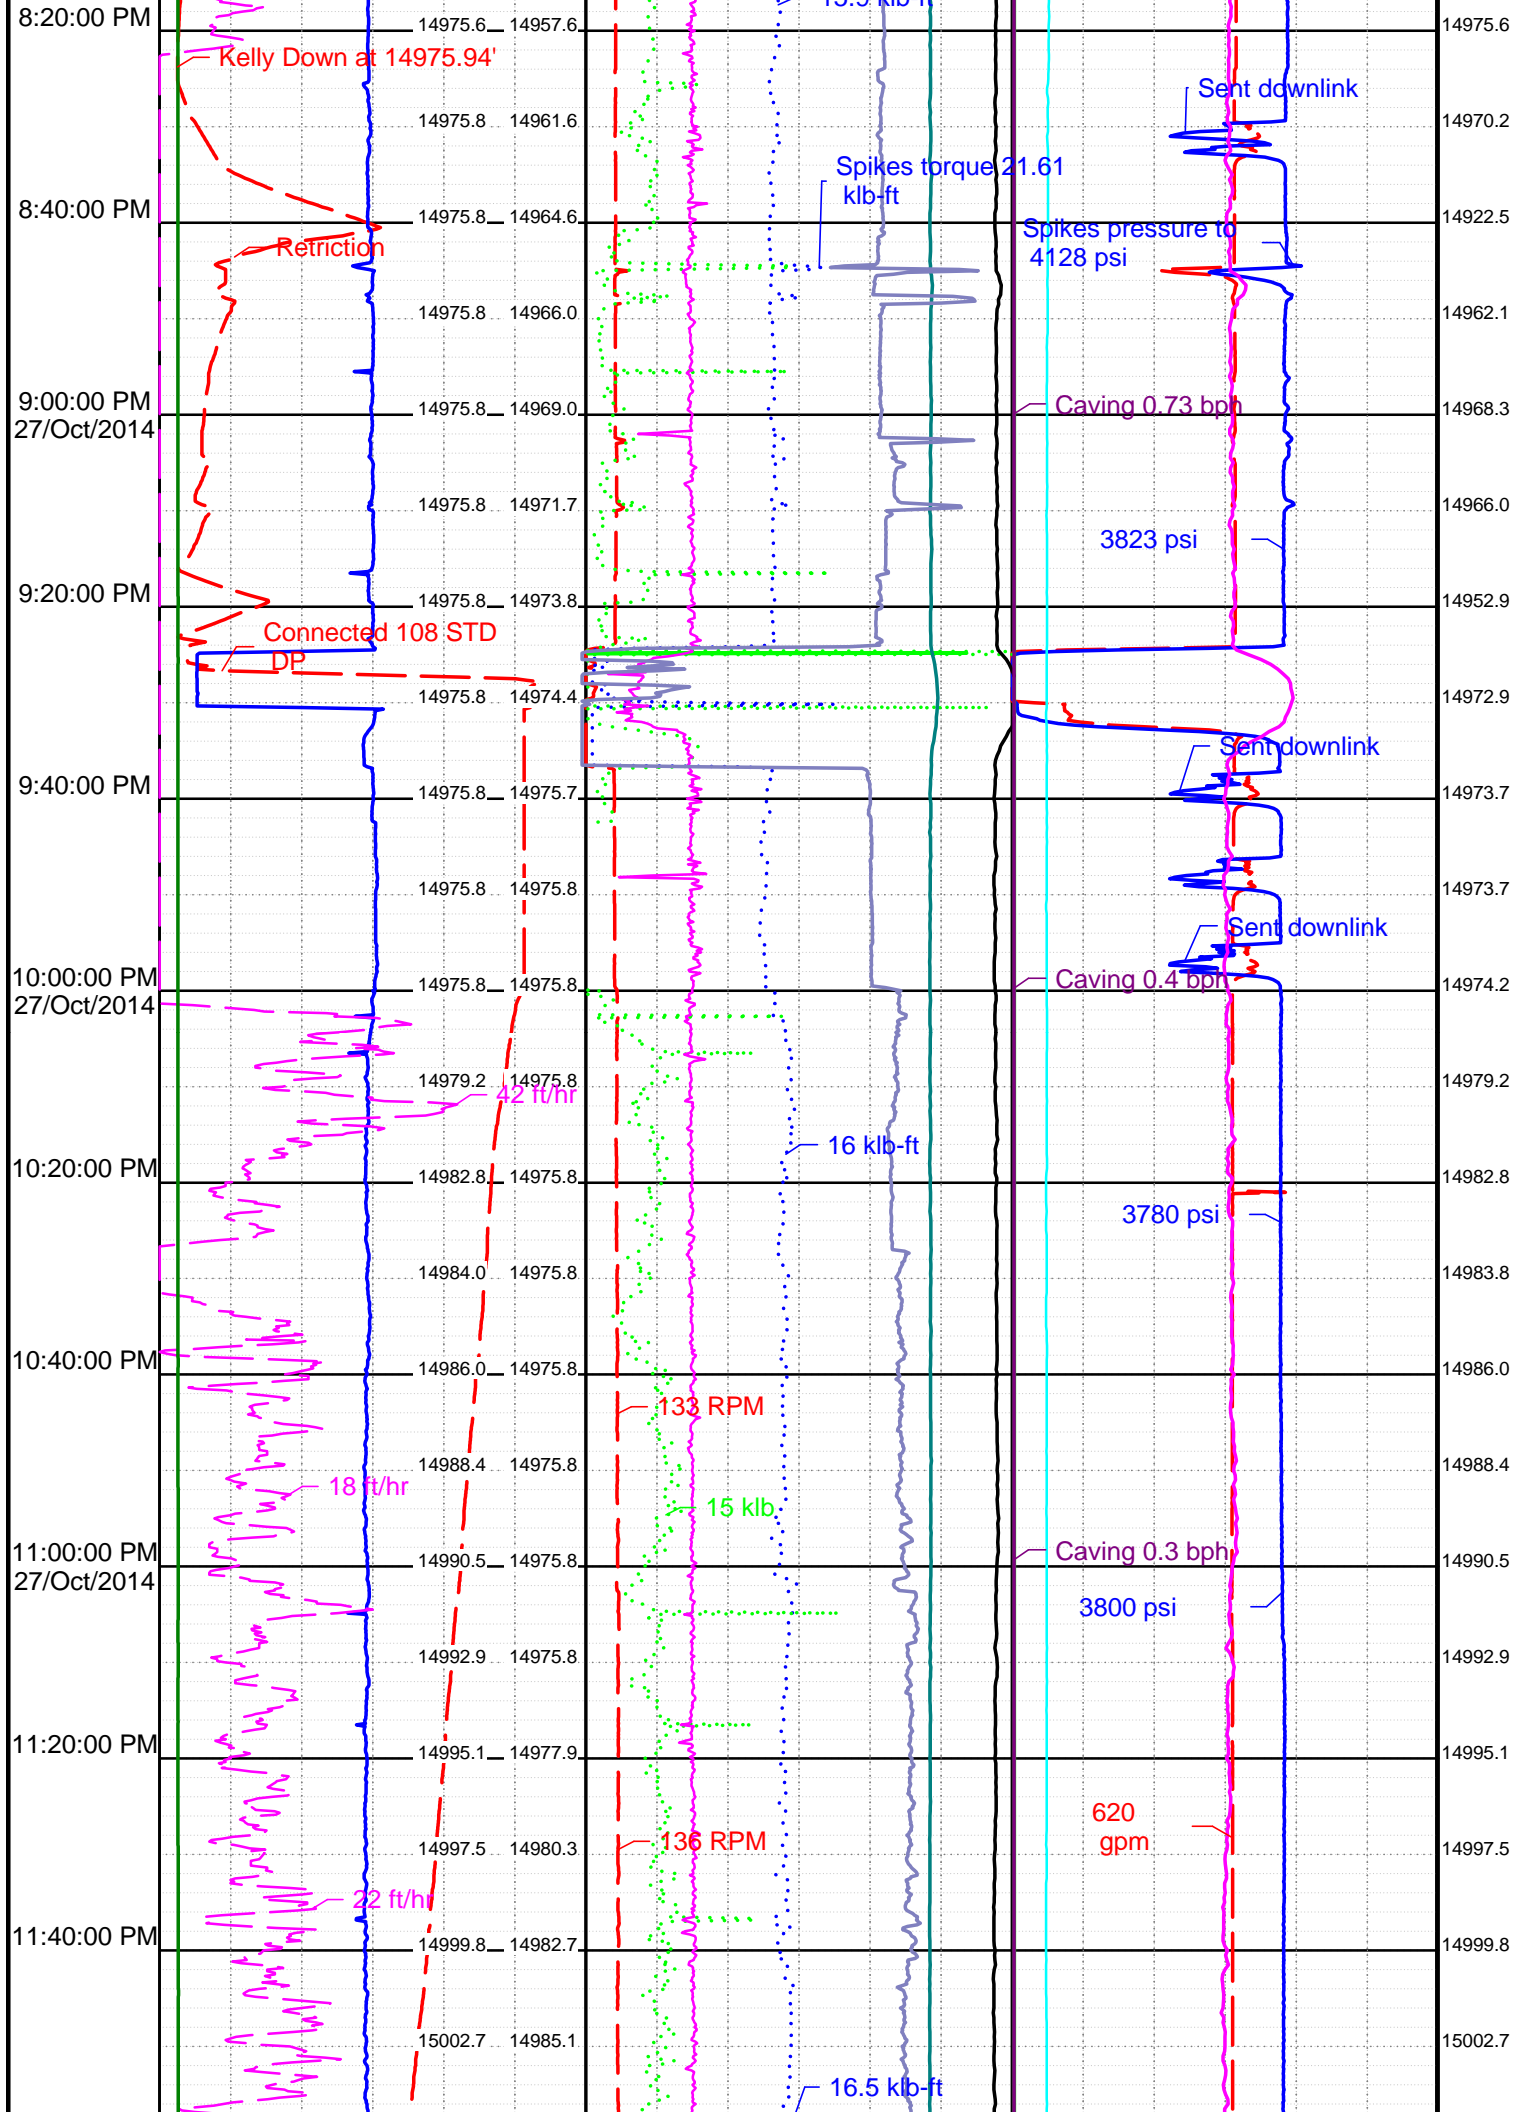 8:20:00 PM
14975.6 14957.6
14975.6
Kelly Down at 14975.94'
Sent downlink
14975.8 14961.6
14970.2
Spikes torque 21.61
klb-ft
8:40:00 PM
14975.8 14964.6
14922.5
Retriction
Spikes pressure to
4128 psi
14975.8 14966.0
14962.1
9:00:00 PM
27/Oct/2014
14975.8 14969.0
Caving 0.73 bph
14968.3
14975.8 14971.7
14966.0
3823 psi
9:20:00 PM
14975.8 14973.8
14952.9
Connected 108 STD
DP
14975.8 14974.4
14972.9
Sent downlink
9:40:00 PM
14975.8 14975.7
14973.7
14975.8 14975.8
14973.7
Sent downlink
10:00:00 PM
27/Oct/2014
14975.8 14975.8
Caving 0.4 bph
14974.2
14979.2 14975.8
14979.2
42 ft/hr
16 klb-ft
10:20:00 PM
14982.8 14975.8
14982.8
3780 psi
14984.0 14975.8
14983.8
10:40:00 PM
14986.0 14975.8
14986.0
133 RPM
14988.4 14975.8
14988.4
18 ft/hr
15 klb
11:00:00 PM
27/Oct/2014
14990.5 14975.8
Caving 0.3 bph
14990.5
3800 psi
14992.9 14975.8
14992.9
11:20:00 PM
14995.1 14977.9
14995.1
620
gpm
136 RPM
14997.5 14980.3
14997.5
22 ft/hr
11:40:00 PM
14999.8 14982.7
14999.8
15002.7 14985.1
15002.7
16.5 klb-ft